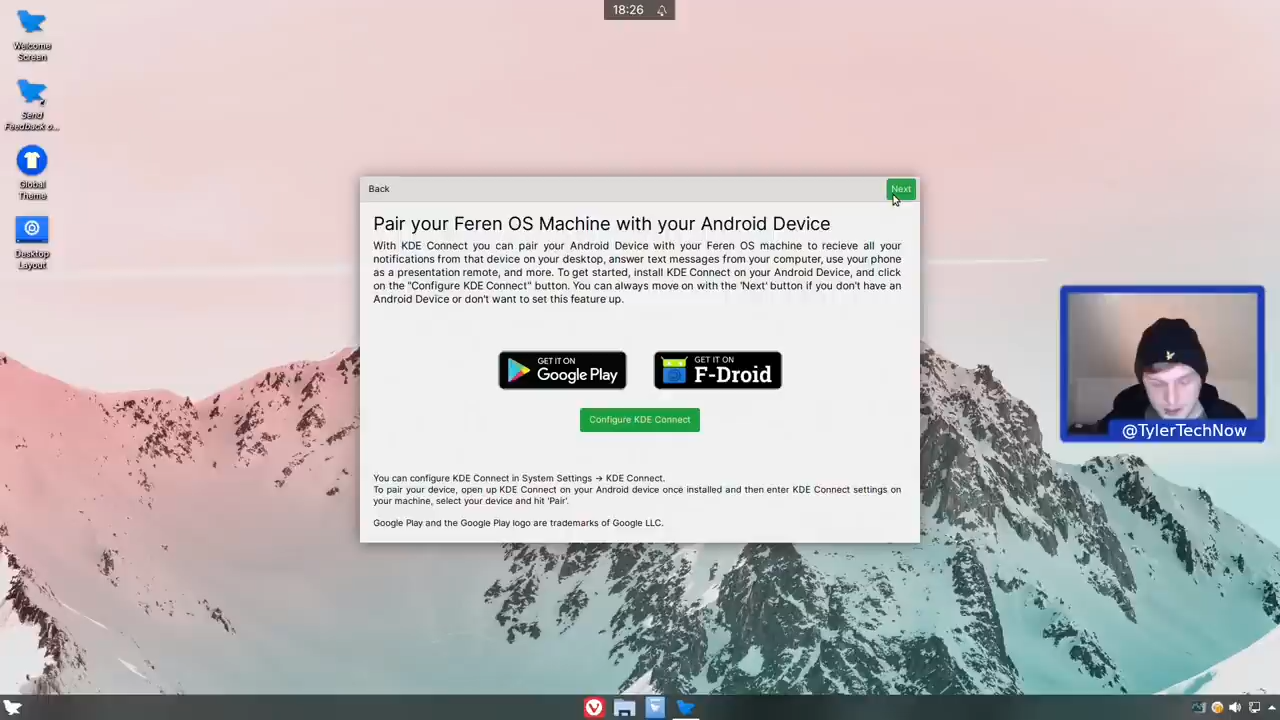 18:26
Welcome
Screen
Send
Feedback o...
Global
Theme
Desktop
Layout
Back
Next
Pair your Feren OS Machine with your Android Device
With KDE Connect you can pair your Android Device with your Feren OS machine to recieve all your
notifications from that device on your desktop, answer text messages from your computer, use your phone
as a presentation remote, and more. To get started, install KDE Connect on your Android Device, and click
on the "Configure KDE Connect" button. You can always move on with the 'Next' button if you don't have an
Android Device or don't want to set this feature up.
GET IT ON
Google Play
GET IT ON
F-Droid
Configure KDE Connect
You can configure KDE Connect in System Settings → KDE Connect.
To pair your device, open up KDE Connect on your Android device once installed and then enter KDE Connect settings on
your machine, select your device and hit 'Pair'.
Google Play and the Google Play logo are trademarks of Google LLC.
@TylerTechNow